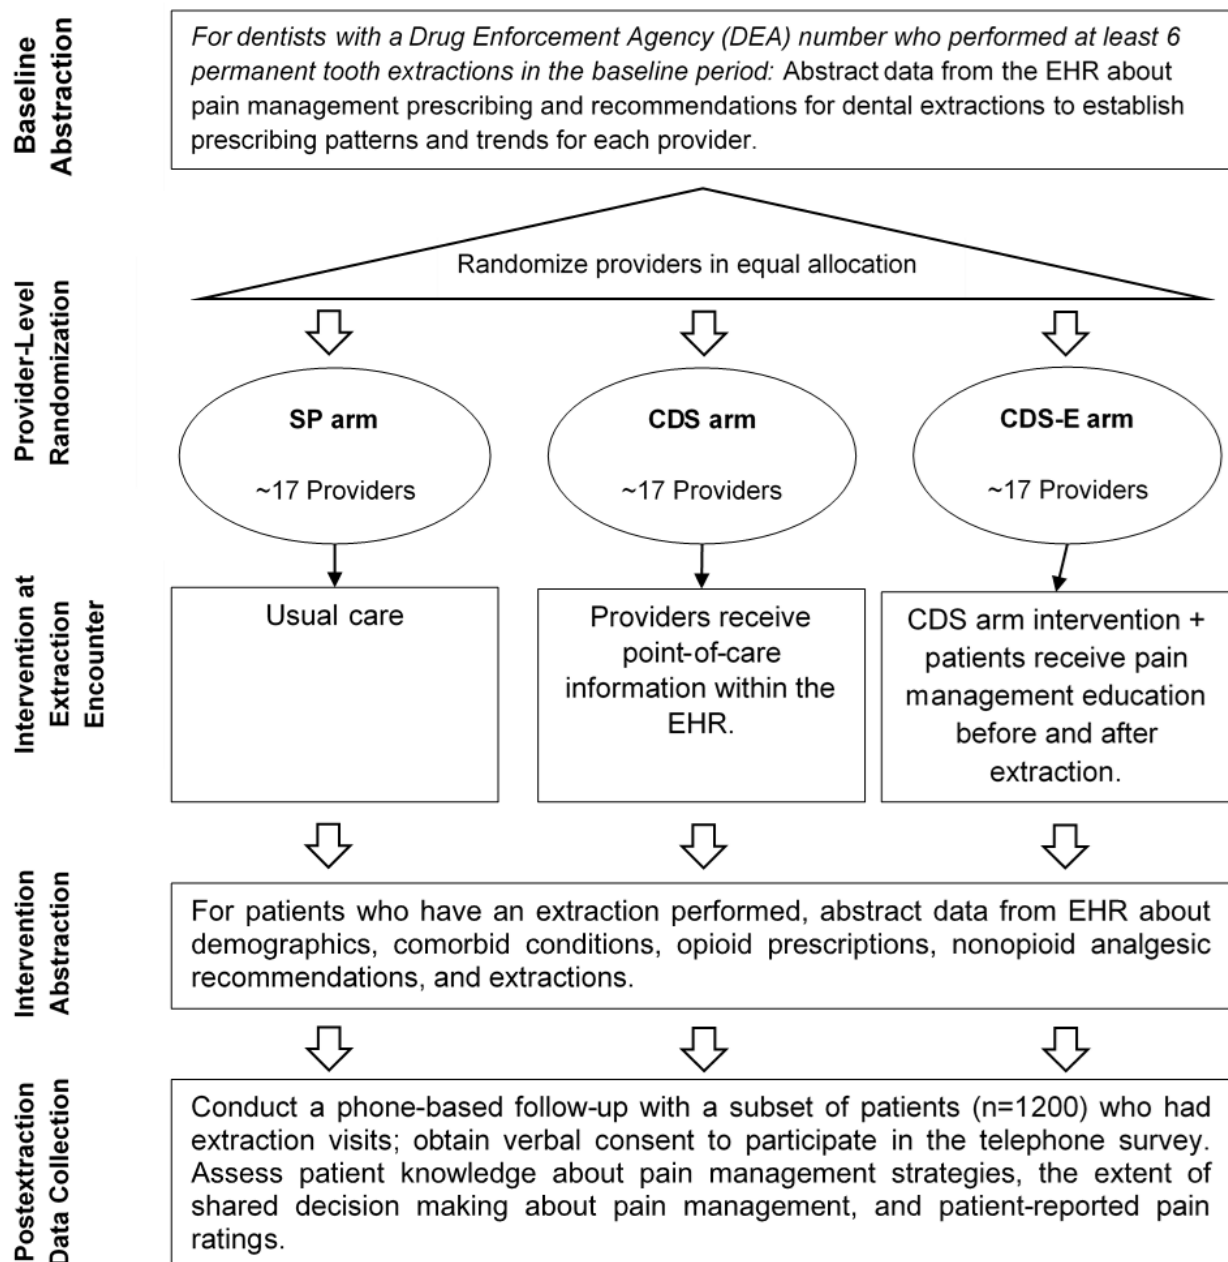 Baseline
Abstraction
For dentists with a Drug Enforcement Agency (DEA) number who performed at least 6
permanent tooth extractions in the baseline period: Abstract data from the EHR about
pain management prescribing and recommendations for dental extractions to establish
prescribing patterns and trends for each provider.
Provider-Level
Randomization
Randomize providers in equal allocation
SP arm
~17 Providers
CDS arm
~17 Providers
CDS-E arm
~17 Providers
Intervention at
Extraction
Encounter
Usual care
Providers receive
point-of-care
information within the
EHR.
CDS arm intervention +
patients receive pain
management education
before and after
extraction.
Intervention
Abstraction
For patients who have an extraction performed, abstract data from EHR about
demographics, comorbid conditions, opioid prescriptions, nonopioid analgesic
recommendations, and extractions.
Postextraction
Data Collection
Conduct a phone-based follow-up with a subset of patients (n=1200) who had
extraction visits; obtain verbal consent to participate in the telephone survey.
Assess patient knowledge about pain management strategies, the extent of
shared decision making about pain management, and patient-reported pain
ratings.